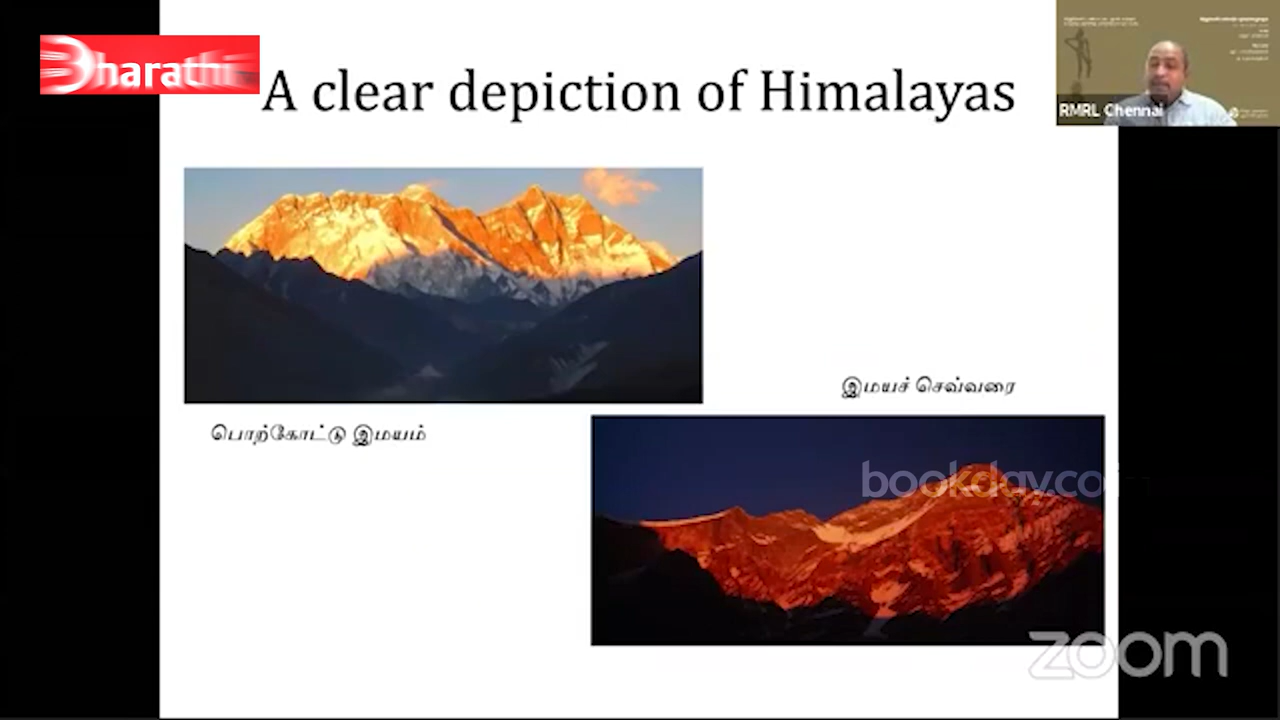 Bharathi
A clear depiction of Himalayas
RMRL Chennai
இமயச் செவ்வரை
பொற்கோட்டு இமயம்
bookday.co
zoom